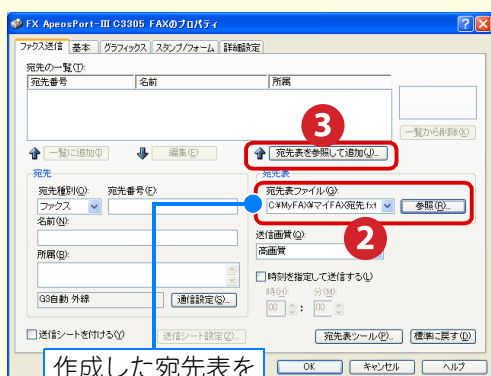 FX ApeosPort-III C3305 FAXのプロパティ
ファクス送信 基本 グラフィックス スタンプ/フォーム 詳細設定
宛先の一覧(T):
宛先番号 名前 所属
一覧から削除(K)
3
一覧に追加(I) 編集(E) 宛先表を参照して追加(J)...
宛先 宛先表
宛先種別(O): 宛先番号(F): 宛先表ファイル(G):
ファクス C:¥MyFAX¥マイFAX宛先.fxt 参照(R)...
名前(N):
送信画質(Q): 2
所属(B): 高画質
時刻を指定して送信する(L)
時(H): 分(M):
G3自動 外線 通信設定(S)... 00 : 00
送信シートを付ける(Y) 送信シート設定(Z)... 宛先表ツール(P)... 標準に戻す(D)
作成した宛先表を OK キャンセル ヘルプ